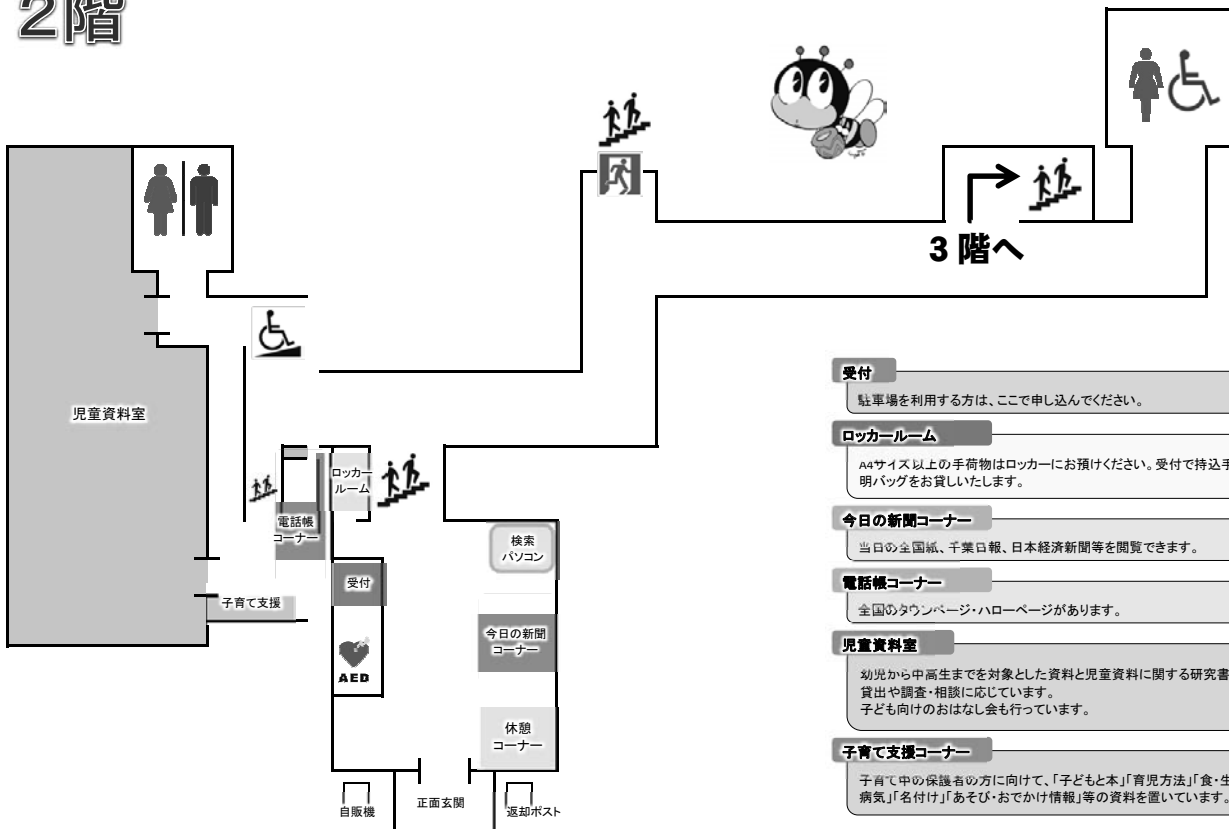 2階
3階へ
児童資料室
ロッカー
ルーム
電話帳
コーナー
検索
パソコン
受付
子育て支援
今日の新聞
コーナー
AED
休憩
コーナー
自販機
正面玄関
返却ポスト
受付
駐車場を利用する方は、ここで申し込んでください。
ロッカールーム
A4サイズ以上の手荷物はロッカーにお預けください。受付で持込手
明バッグをお貸しいたします。
今日の新聞コーナー
当日の全国紙、千葉日報、日本経済新聞等を閲覧できます。
電話帳コーナー
全国のタウンページ・ハローページがあります。
児童資料室
幼児から中高生までを対象とした資料と児童資料に関する研究書
貸出や調査・相談に応じています。
子ども向けのおはなし会も行っています。
子育て支援コーナー
子育て中の保護者の方に向けて、「子どもと本」「育児方法」「食・生
病気」「名付け」「あそび・おでかけ情報」等の資料を置いています。